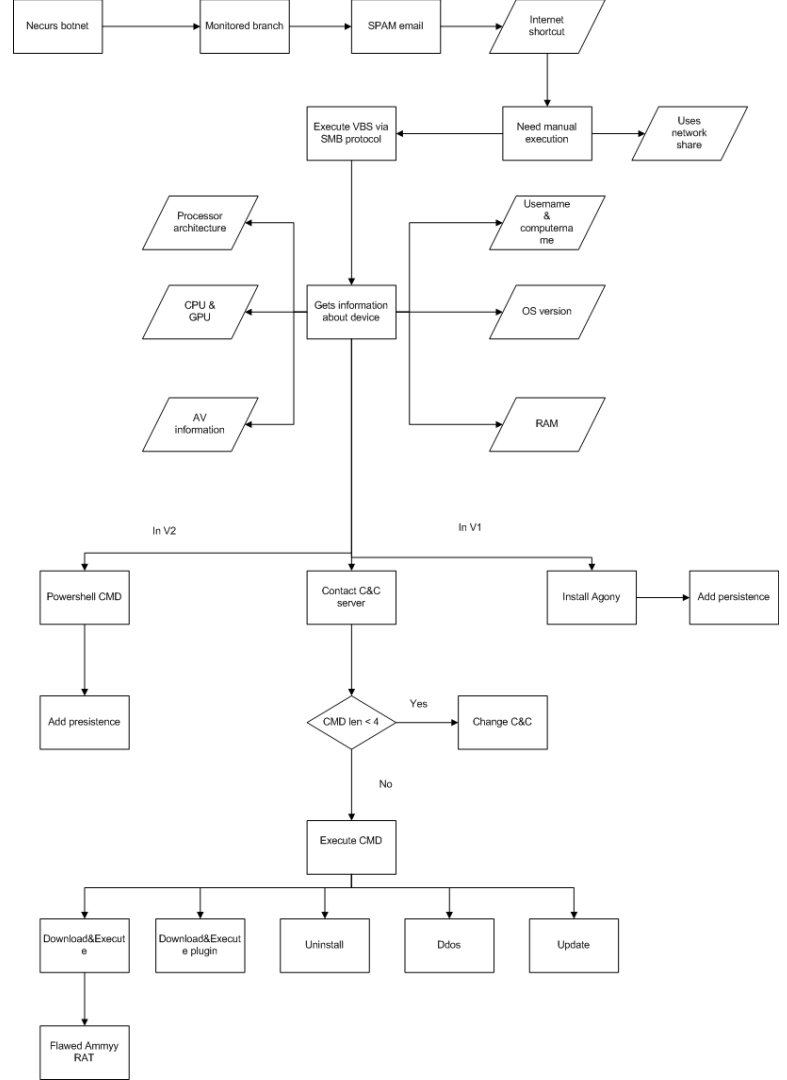 Necurs botnet
Monitored branch
SPAM email
Internet
shortcut
Execute VBS via
SMB protocol
Need manual
execution
Uses
network
share
Processor
architecture
Username
&
computerna
me
CPU &
GPU
Gets information
about device
OS version
AV
information
RAM
In V2
In V1
Powershell CMD
Contact C&C
server
Install Agony
Add persistence
Add presistence
CMD len < 4
Yes
Change C&C
No
Execute CMD
Download&Execut
e
Download&Execut
e plugin
Uninstall
Ddos
Update
Flawed Ammyy
RAT